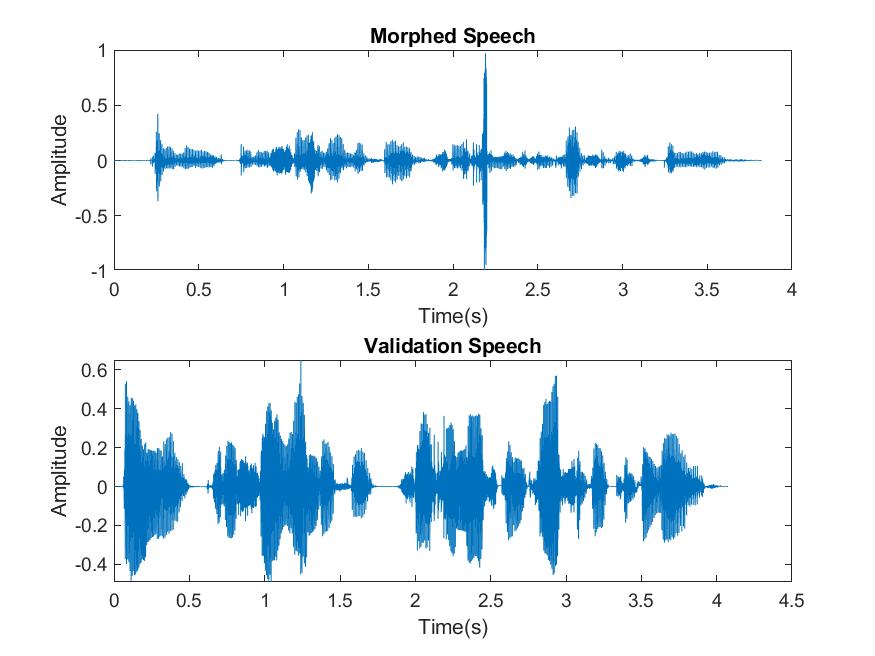 Morphed Speech
1
0.5
0
-0.5
-1
Amplitude
0 0.5 1 1.5 2 2.5 3 3.5 4
Time(s)
Validation Speech
0.6
0.4
0.2
0
-0.2
-0.4
Amplitude
0 0.5 1 1.5 2 2.5 3 3.5 4 4.5
Time(s)